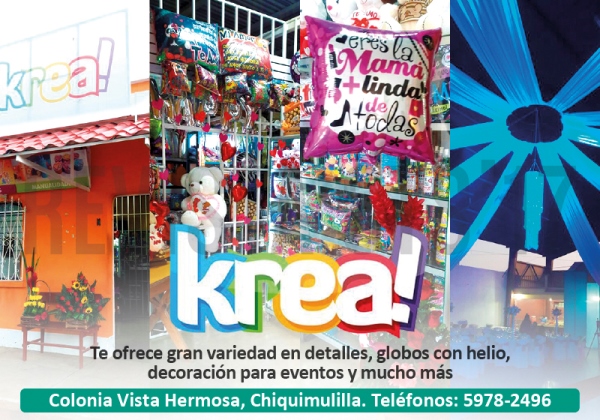 krea!
eres la
Mamá
+ linda
de
todas
krea!
Te ofrece gran variedad en detalles, globos con helio,
decoración para eventos y mucho más
Colonia Vista Hermosa, Chiquimulilla. Teléfonos: 5978-2496